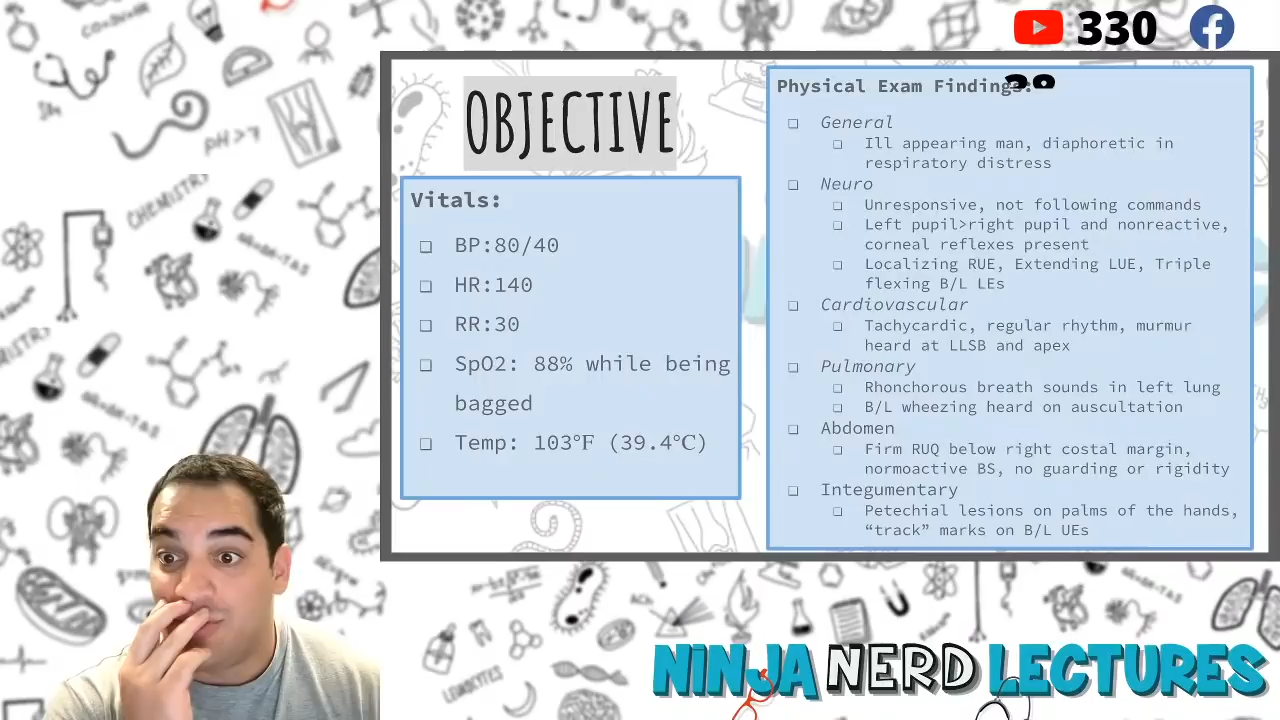 330
OBJECTIVE
Vitals:
❑ BP:80/40
❑ HR:140
❑ RR:30
❑ SpO2: 88% while being
bagged
❑ Temp: 103°F (39.4°C)
Physical Exam Findings:
❑ General
❑ Ill appearing man, diaphoretic in
respiratory distress
❑ Neuro
❑ Unresponsive, not following commands
❑ Left pupil>right pupil and nonreactive,
corneal reflexes present
❑ Localizing RUE, Extending LUE, Triple
flexing B/L LEs
❑ Cardiovascular
❑ Tachycardic, regular rhythm, murmur
heard at LLSB and apex
❑ Pulmonary
❑ Rhonchorous breath sounds in left lung
❑ B/L wheezing heard on auscultation
❑ Abdomen
❑ Firm RUQ below right costal margin,
normoactive BS, no guarding or rigidity
❑ Integumentary
❑ Petechial lesions on palms of the hands,
“track” marks on B/L UEs
PH>7
CHEMISTRY
NINJA NERD LECTURES